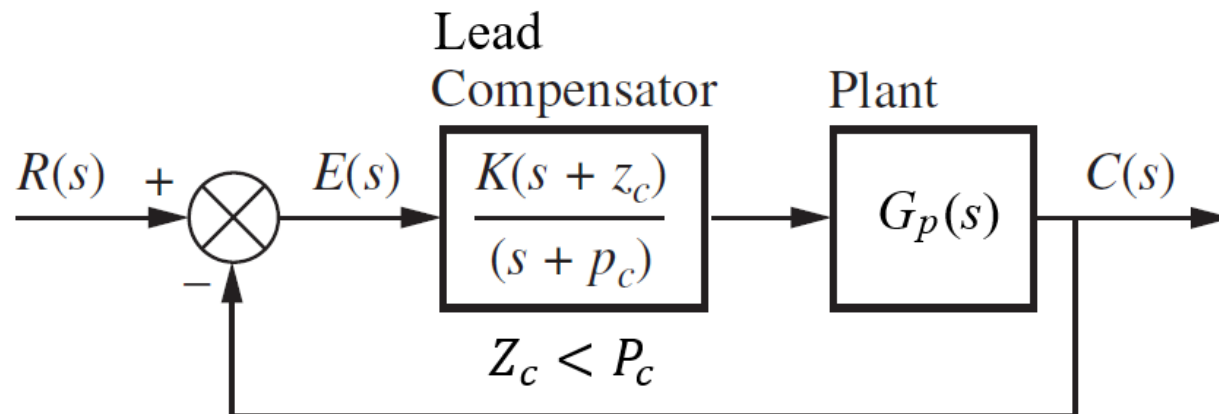 Lead
Compensator
Plant
R(s)
+
−
E(s)
K(s + z_c)
(s + p_c)
G_p(s)
C(s)
Z_c < P_c